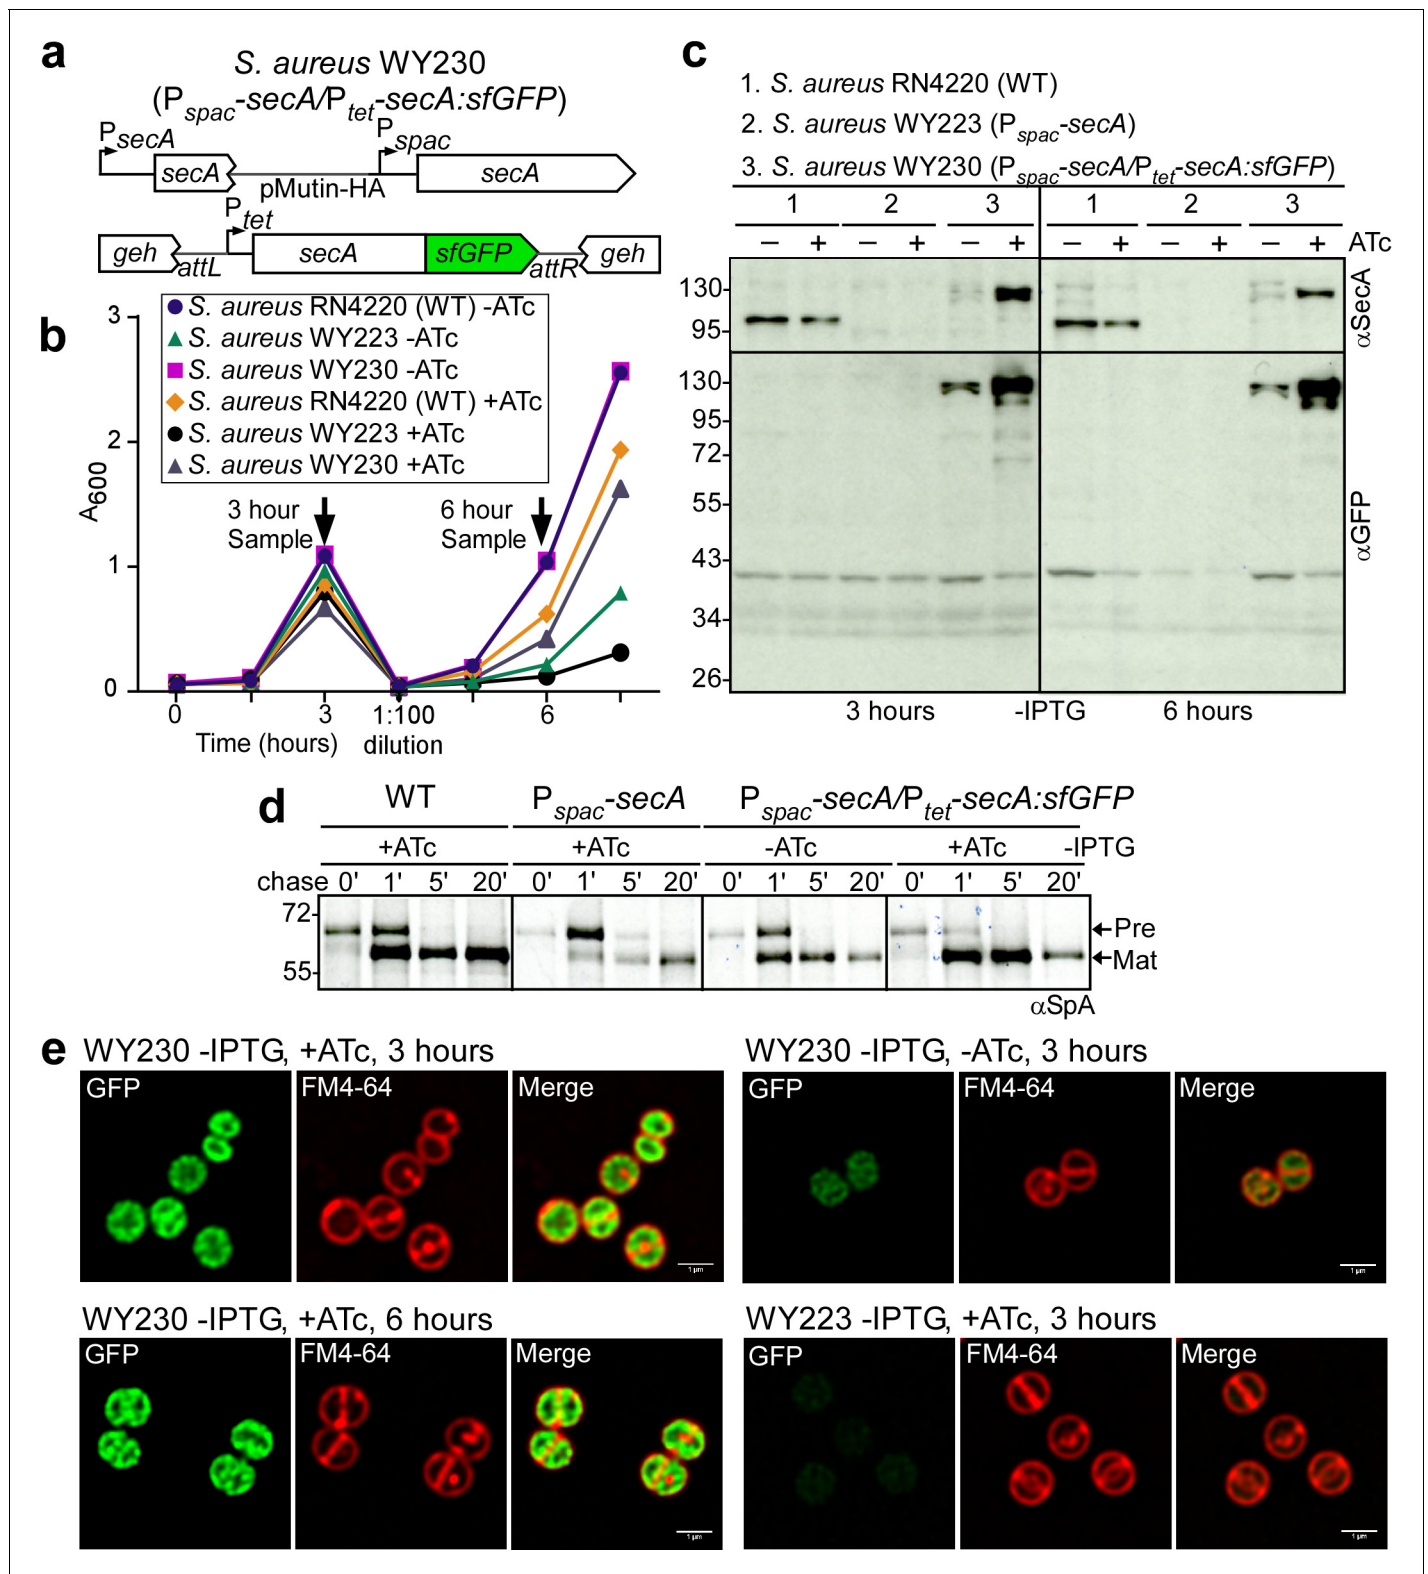 a
S. aureus WY230
(Pspac-secA/Ptet-secA:sfGFP)
PsecA
Pspac
secA
pMutin-HA
secA
Ptet
geh
attL
secA
sfGFP
attR
geh
b
S. aureus RN4220 (WT) -ATc
S. aureus WY223 -ATc
S. aureus WY230 -ATc
S. aureus RN4220 (WT) +ATc
S. aureus WY223 +ATc
S. aureus WY230 +ATc
A600
3
2
1
0
3 hour
Sample
6 hour
Sample
0 3 1:100 6
Time (hours) dilution
c
1. S. aureus RN4220 (WT)
2. S. aureus WY223 (Pspac-secA)
3. S. aureus WY230 (Pspac-secA/Ptet-secA:sfGFP)
1 2 3 1 2 3
– + – + – + – + – + – + ATc
130-
95-
αSecA
130-
95-
72-
55-
43-
34-
26-
αGFP
3 hours -IPTG 6 hours
d
WT Pspac-secA Pspac-secA/Ptet-secA:sfGFP
+ATc +ATc -ATc +ATc -IPTG
chase 0' 1' 5' 20' 0' 1' 5' 20' 0' 1' 5' 20' 0' 1' 5' 20'
72-
55-
Pre
Mat
αSpA
e
WY230 -IPTG, +ATc, 3 hours
GFP FM4-64 Merge
1 µm
WY230 -IPTG, -ATc, 3 hours
GFP FM4-64 Merge
1 µm
WY230 -IPTG, +ATc, 6 hours
GFP FM4-64 Merge
1 µm
WY223 -IPTG, +ATc, 3 hours
GFP FM4-64 Merge
1 µm